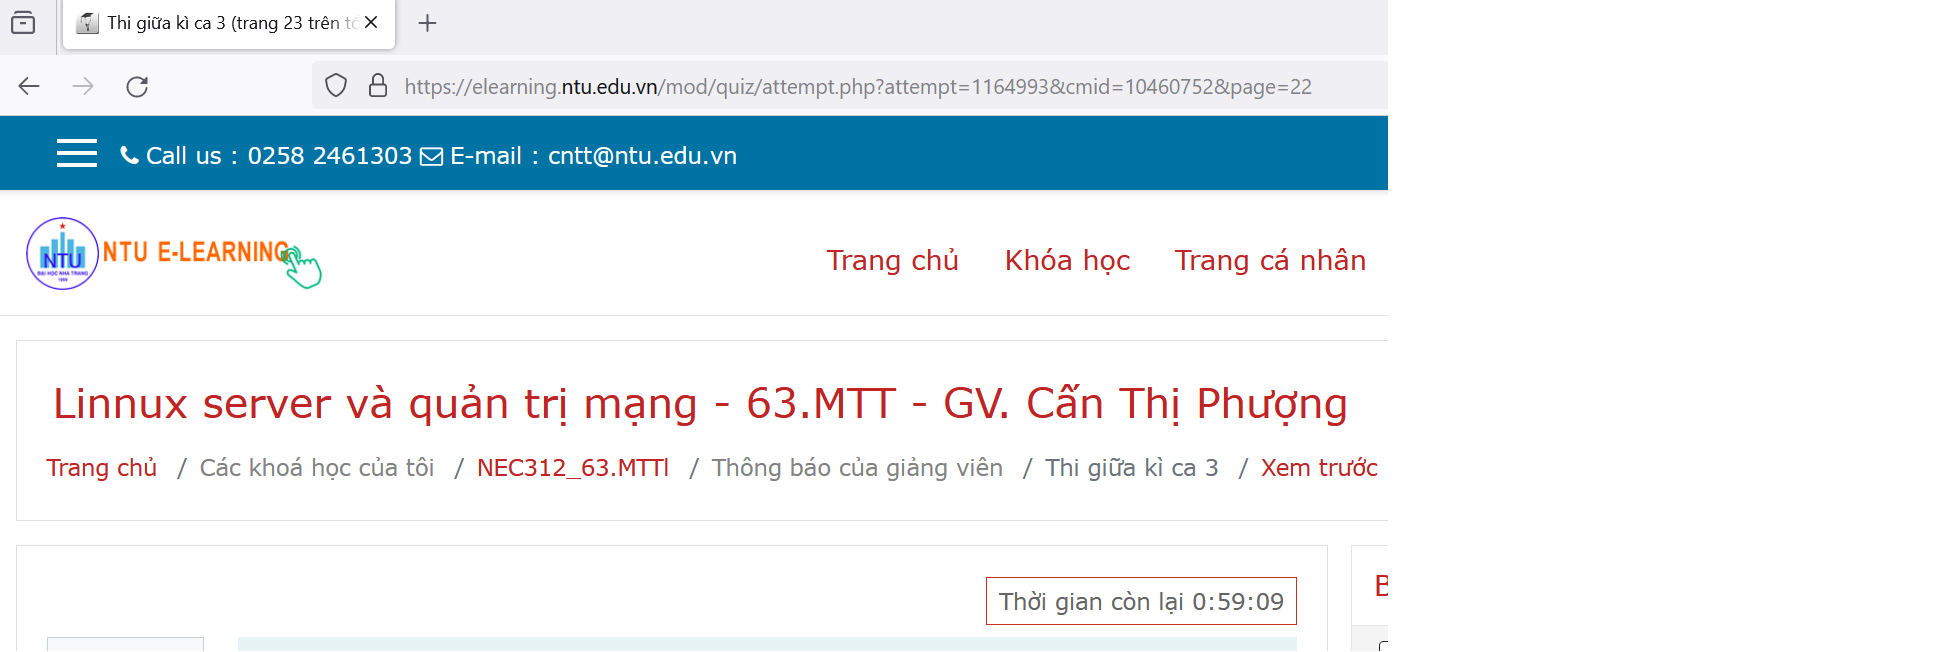 Thi giữa kì ca 3 (trang 23 trên
https://elearning.ntu.edu.vn/mod/quiz/attempt.php?attempt=1164993&cmid=10460752&page=22
Call us : 0258 2461303 E-mail : cntt@ntu.edu.vn
NTU
ĐẠI HỌC NHA TRANG
1959
NTU E-LEARNING
Trang chủ Khóa học Trang cá nhân
Linnux server và quản trị mạng - 63.MTT - GV. Cấn Thị Phượng
Trang chủ / Các khoá học của tôi / NEC312_63.MTTl / Thông báo của giảng viên / Thi giữa kì ca 3 / Xem trước
Thời gian còn lại 0:59:09